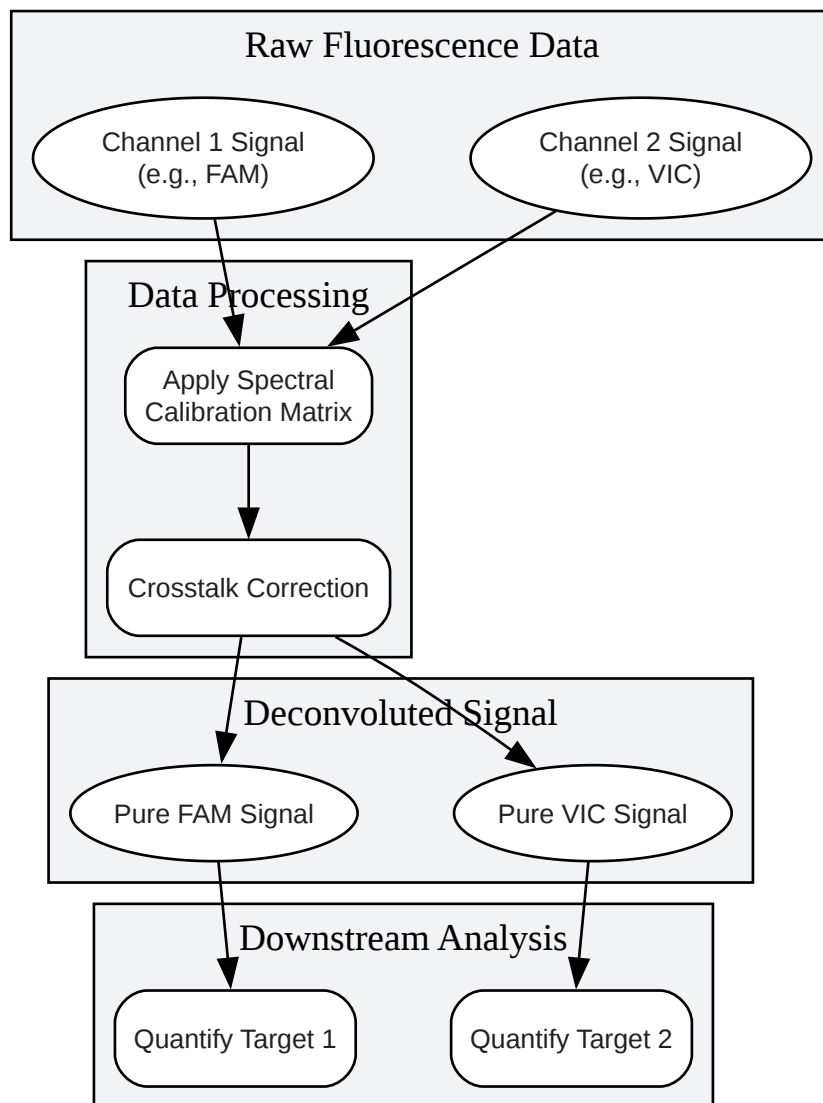 Raw Fluorescence Data
Channel 1 Signal
(e.g., FAM)
Channel 2 Signal
(e.g., VIC)
Data Processing
Apply Spectral
Calibration Matrix
Crosstalk Correction
Deconvoluted Signal
Pure FAM Signal
Pure VIC Signal
Downstream Analysis
Quantify Target 1
Quantify Target 2